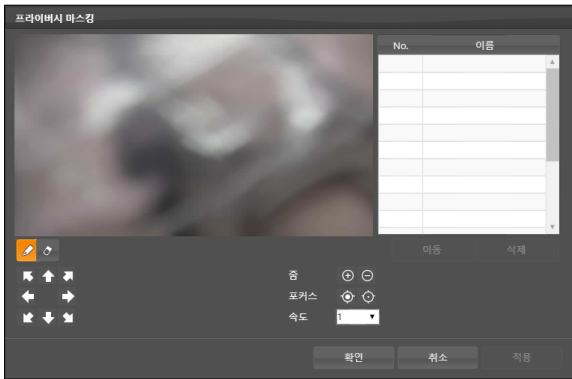 프라이버시 마스킹
No. 이름
이동 삭제
줌
포커스
속도 1
확인 취소 적용